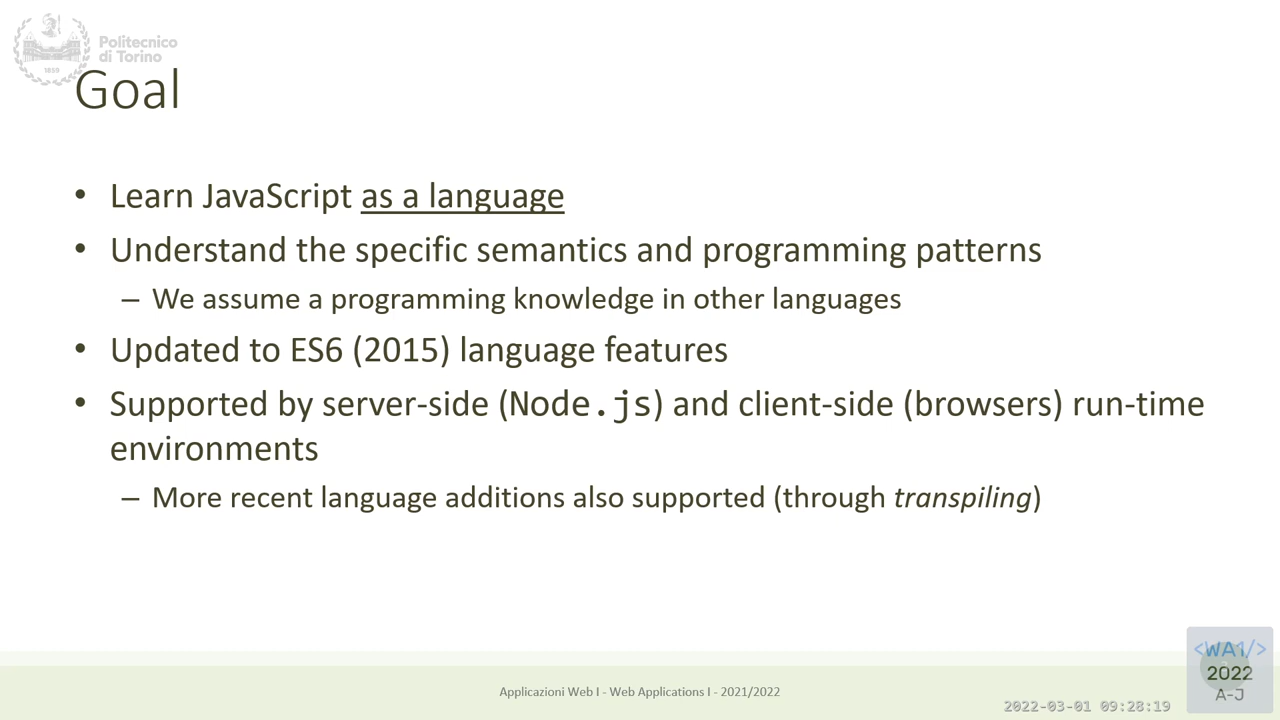 Politecnico
di Torino
1859
Goal
• Learn JavaScript as a language
• Understand the specific semantics and programming patterns
– We assume a programming knowledge in other languages
• Updated to ES6 (2015) language features
• Supported by server-side (Node.js) and client-side (browsers) run-time
environments
– More recent language additions also supported (through transpiling)
Applicazioni Web I - Web Applications I - 2021/2022
2022-03-01 09:28:19
<WA1/>
2022
A-J